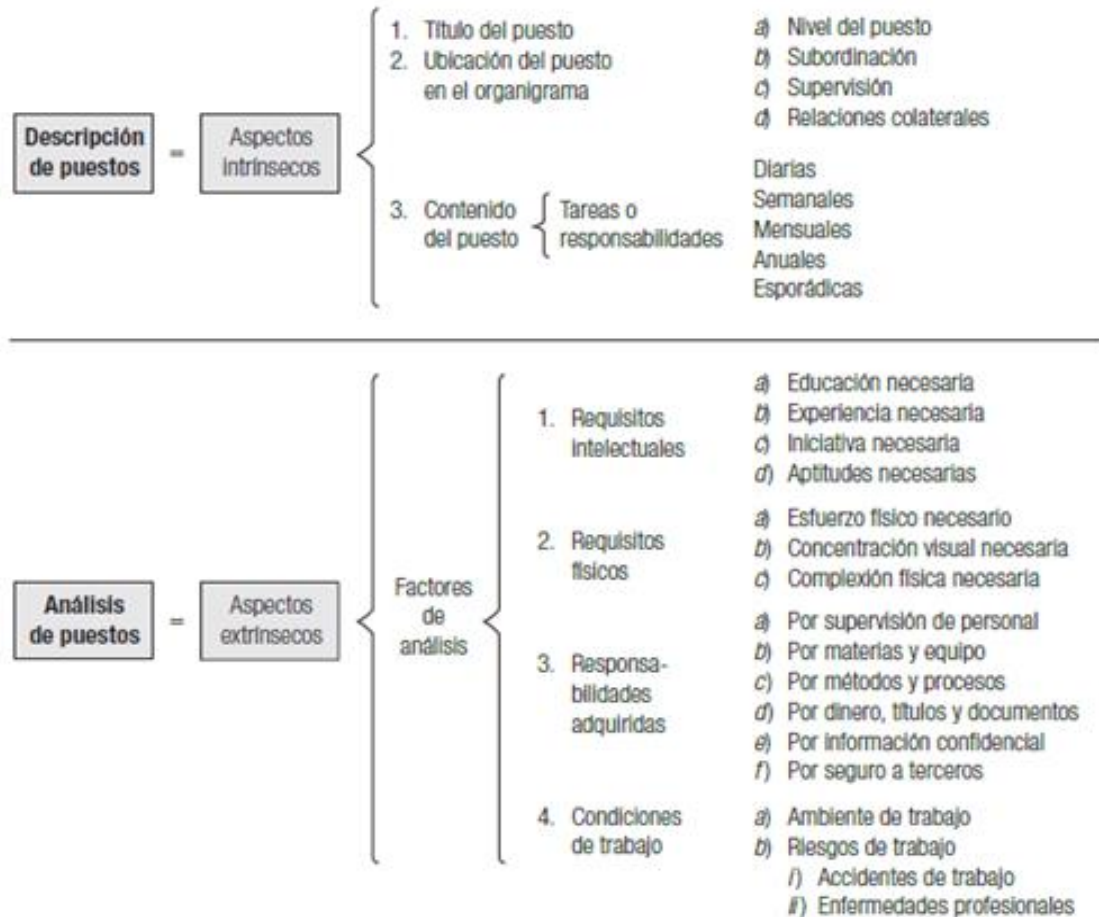 Descripción
de puestos
=
Aspectos
intrínsecos
1. Título del puesto
2. Ubicación del puesto
en el organigrama
a) Nivel del puesto
b) Subordinación
c) Supervisión
d) Relaciones colaterales
3. Contenido
del puesto
Tareas o
responsabilidades
Diarias
Semanales
Mensuales
Anuales
Esporádicas
Análisis
de puestos
=
Aspectos
extrínsecos
Factores
de
análisis
1. Requisitos
intelectuales
a) Educación necesaria
b) Experiencia necesaria
c) Iniciativa necesaria
d) Aptitudes necesarias
2. Requisitos
físicos
a) Esfuerzo físico necesario
b) Concentración visual necesaria
c) Complexión física necesaria
3. Responsa-
bilidades
adquiridas
a) Por supervisión de personal
b) Por materias y equipo
c) Por métodos y procesos
d) Por dinero, títulos y documentos
e) Por información confidencial
f) Por seguro a terceros
4. Condiciones
de trabajo
a) Ambiente de trabajo
b) Riesgos de trabajo
i) Accidentes de trabajo
ii) Enfermedades profesionales